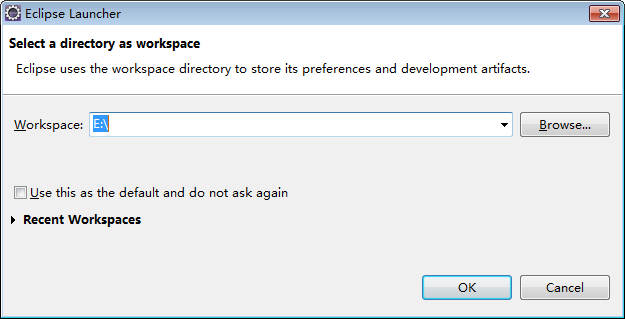 Eclipse Launcher
Select a directory as workspace
Eclipse uses the workspace directory to store its preferences and development artifacts.
Workspace: E:\ Browse...
Use this as the default and do not ask again
Recent Workspaces
OK Cancel